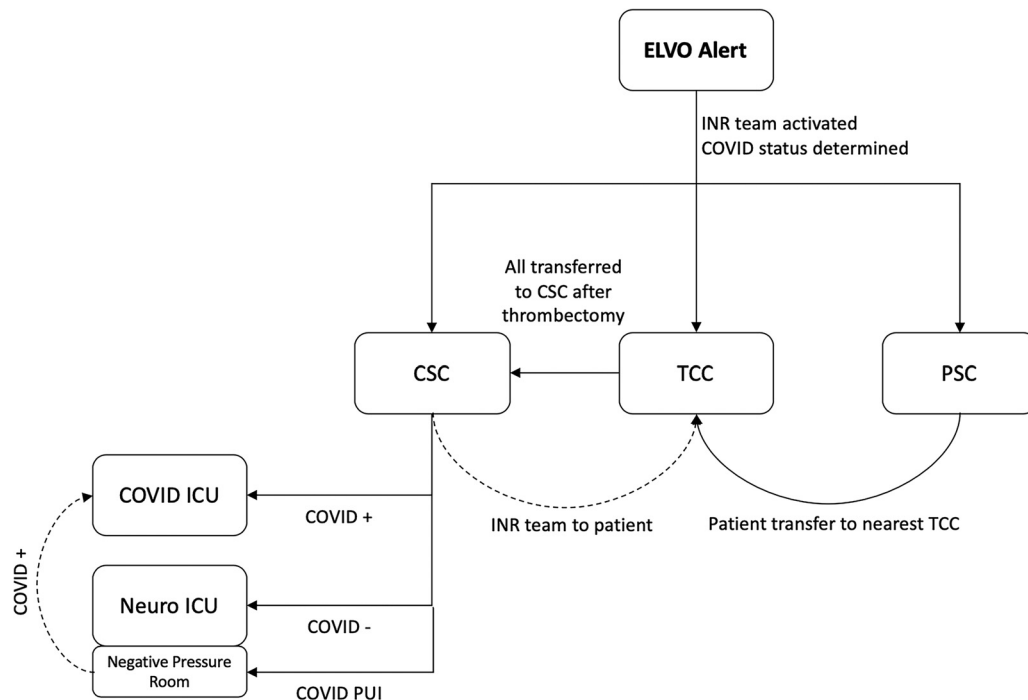 ELVO Alert
INR team activated
COVID status determined
All transferred
to CSC after
thrombectomy
CSC
TCC
PSC
COVID ICU
COVID +
INR team to patient
Patient transfer to nearest TCC
COVID +
Neuro ICU
COVID -
Negative Pressure
Room
COVID PUI